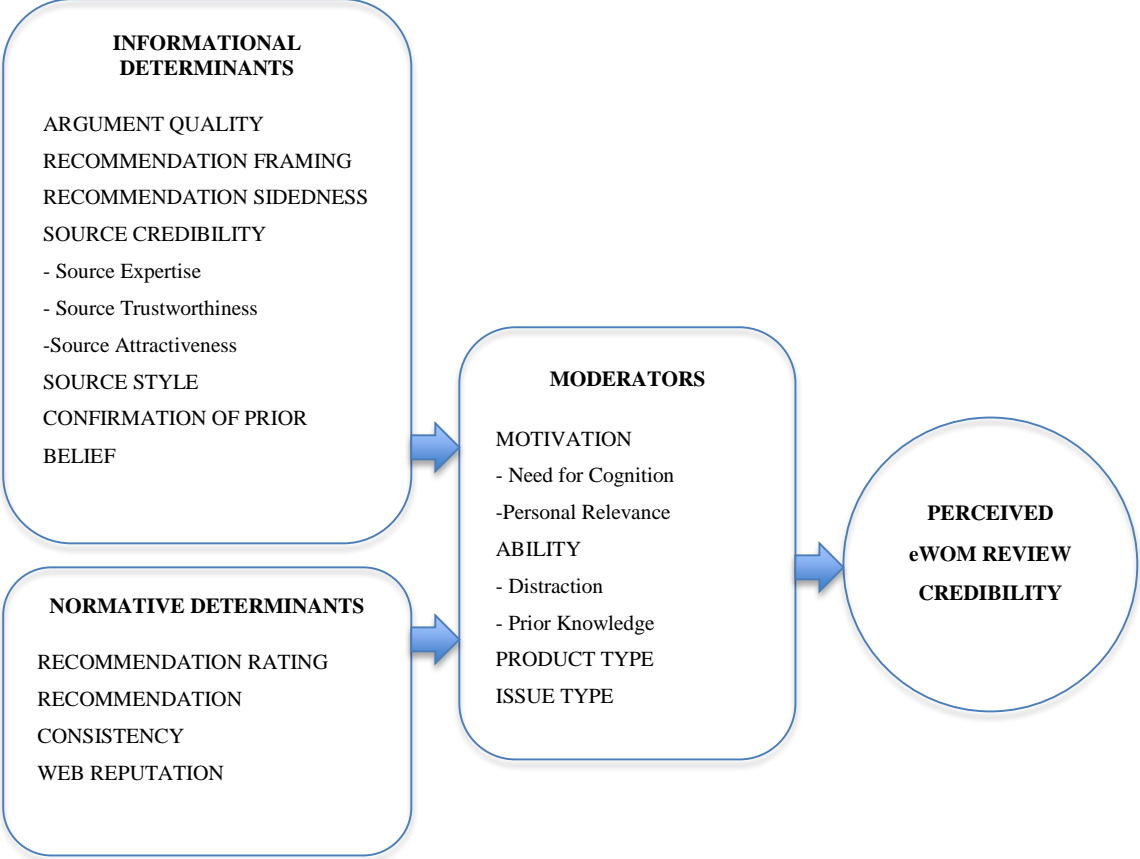 INFORMATIONAL
DETERMINANTS
ARGUMENT QUALITY
RECOMMENDATION FRAMING
RECOMMENDATION SIDEDNESS
SOURCE CREDIBILITY
- Source Expertise
- Source Trustworthiness
-Source Attractiveness
SOURCE STYLE
CONFIRMATION OF PRIOR
BELIEF
NORMATIVE DETERMINANTS
RECOMMENDATION RATING
RECOMMENDATION
CONSISTENCY
WEB REPUTATION
MODERATORS
MOTIVATION
- Need for Cognition
-Personal Relevance
ABILITY
- Distraction
- Prior Knowledge
PRODUCT TYPE
ISSUE TYPE
PERCEIVED
eWOM REVIEW
CREDIBILITY